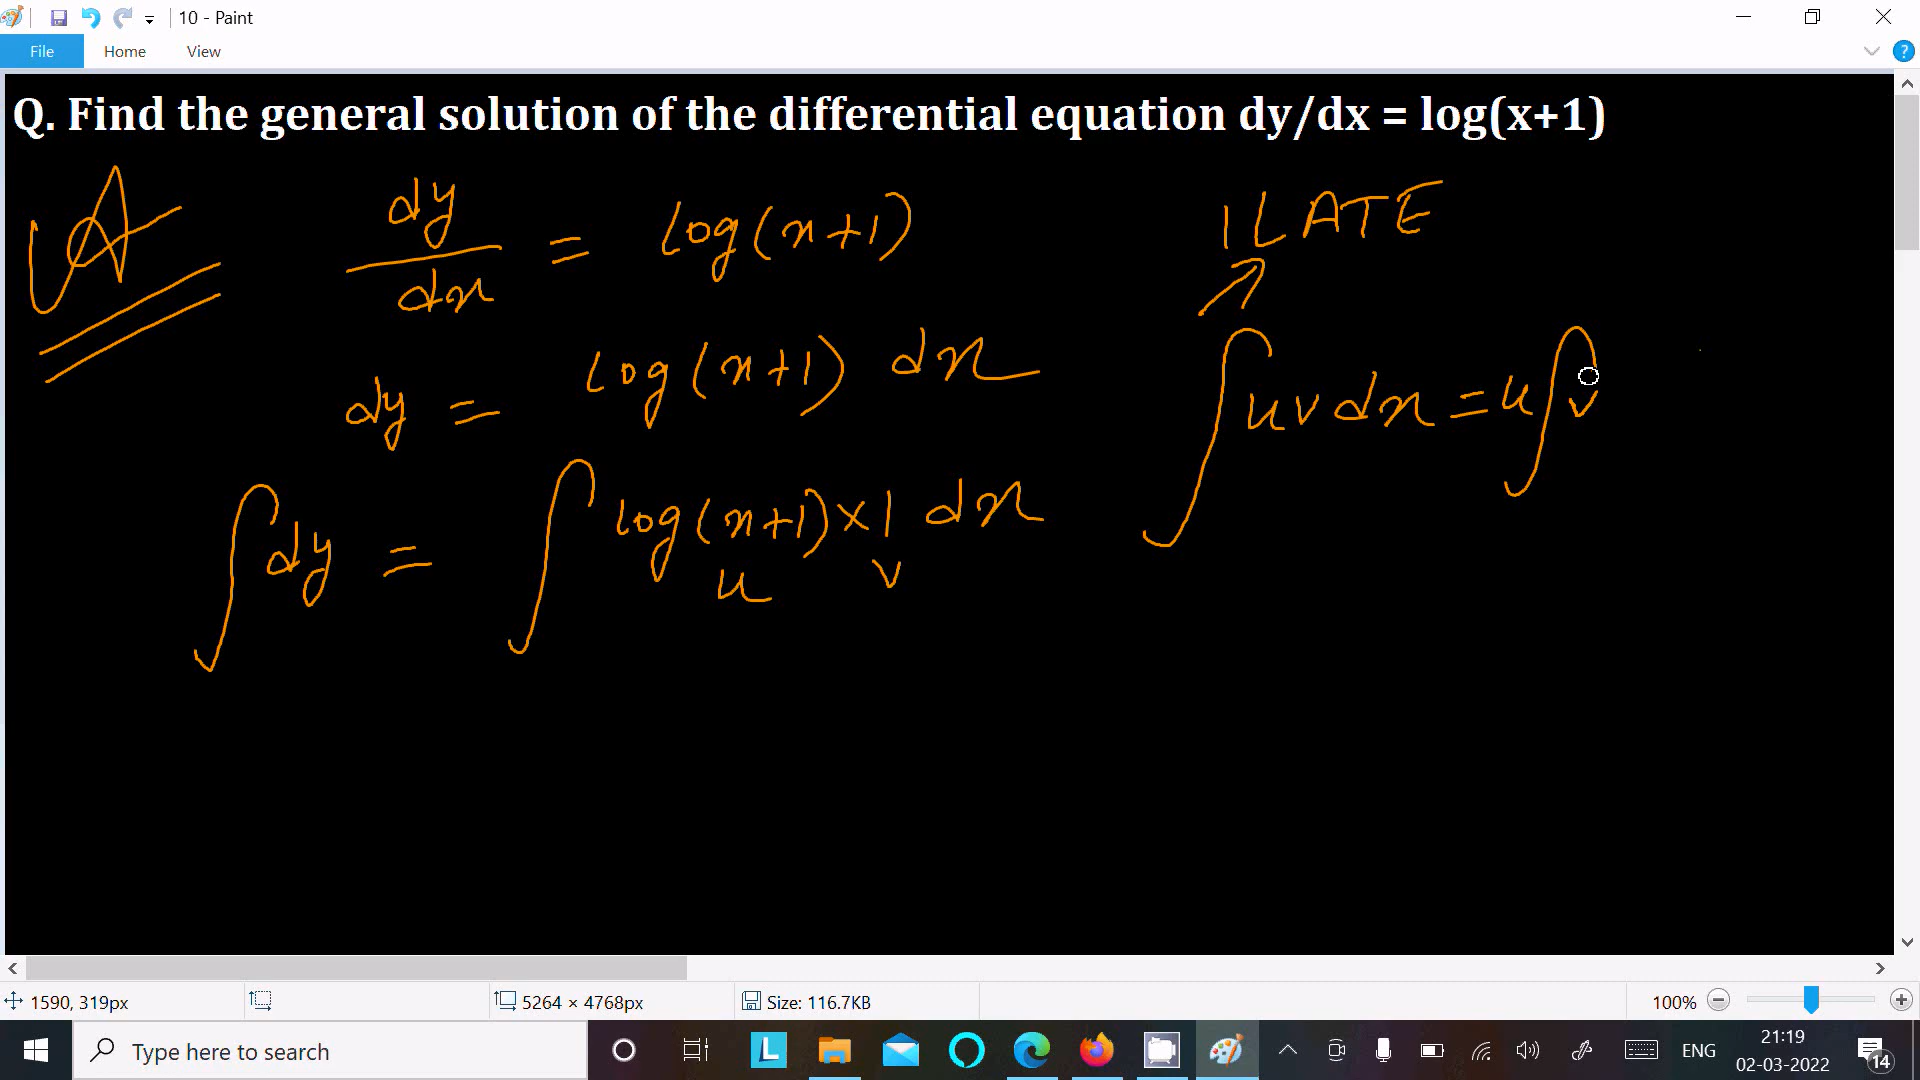 10 - Paint
File Home View
Q. Find the general solution of the differential equation dy/dx = log(x+1)
dy/dx = log(x+1)
ILATE
dy = log(x+1) dx
∫uv dx = u∫v
∫dy = ∫log(x+1)×1 dx
u v
1590, 319px 5264 × 4768px Size: 116.7KB 100%
Type here to search
L
ENG
21:19
02-03-2022
14